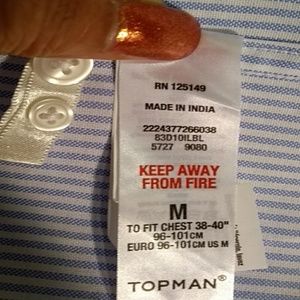 RN 125149
MADE IN INDIA
2224377266038
83D10ILBL
5727 9080
KEEP AWAY
FROM FIRE
M
TO FIT CHEST 38-40"
96-101CM
EURO 96-101CM US M
TOPMAN®